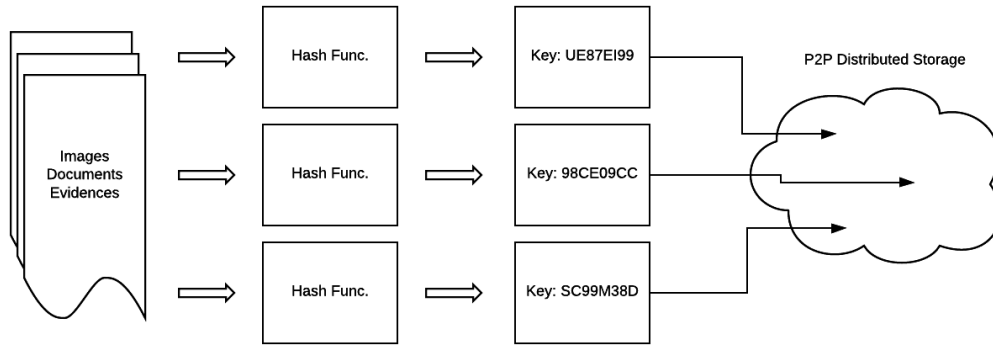 Hash Func.
Key: UE87EI99
P2P Distributed Storage
Images
Documents
Evidences
Hash Func.
Key: 98CE09CC
Hash Func.
Key: SC99M38D